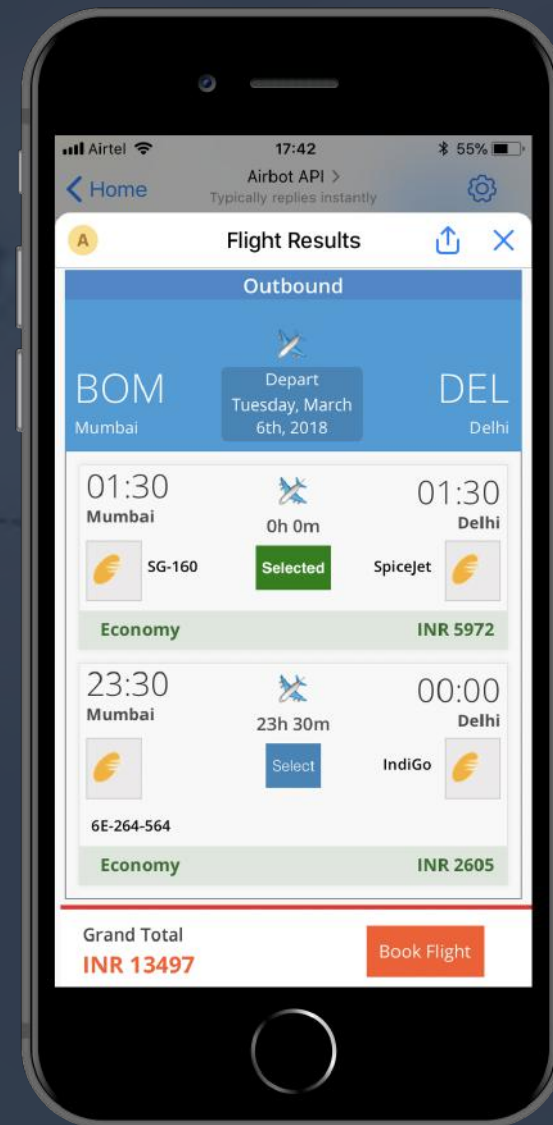 Airtel 17:42 55%
Home Airbot API >
Typically replies instantly
A Flight Results
Outbound
BOM Depart DEL
Mumbai Tuesday, March 6th, 2018 Delhi
01:30 01:30
Mumbai 0h 0m Delhi
SG-160 Selected SpiceJet
Economy INR 5972
23:30 00:00
Mumbai 23h 30m Delhi
Select IndiGo
6E-264-564
Economy INR 2605
Grand Total
INR 13497 Book Flight